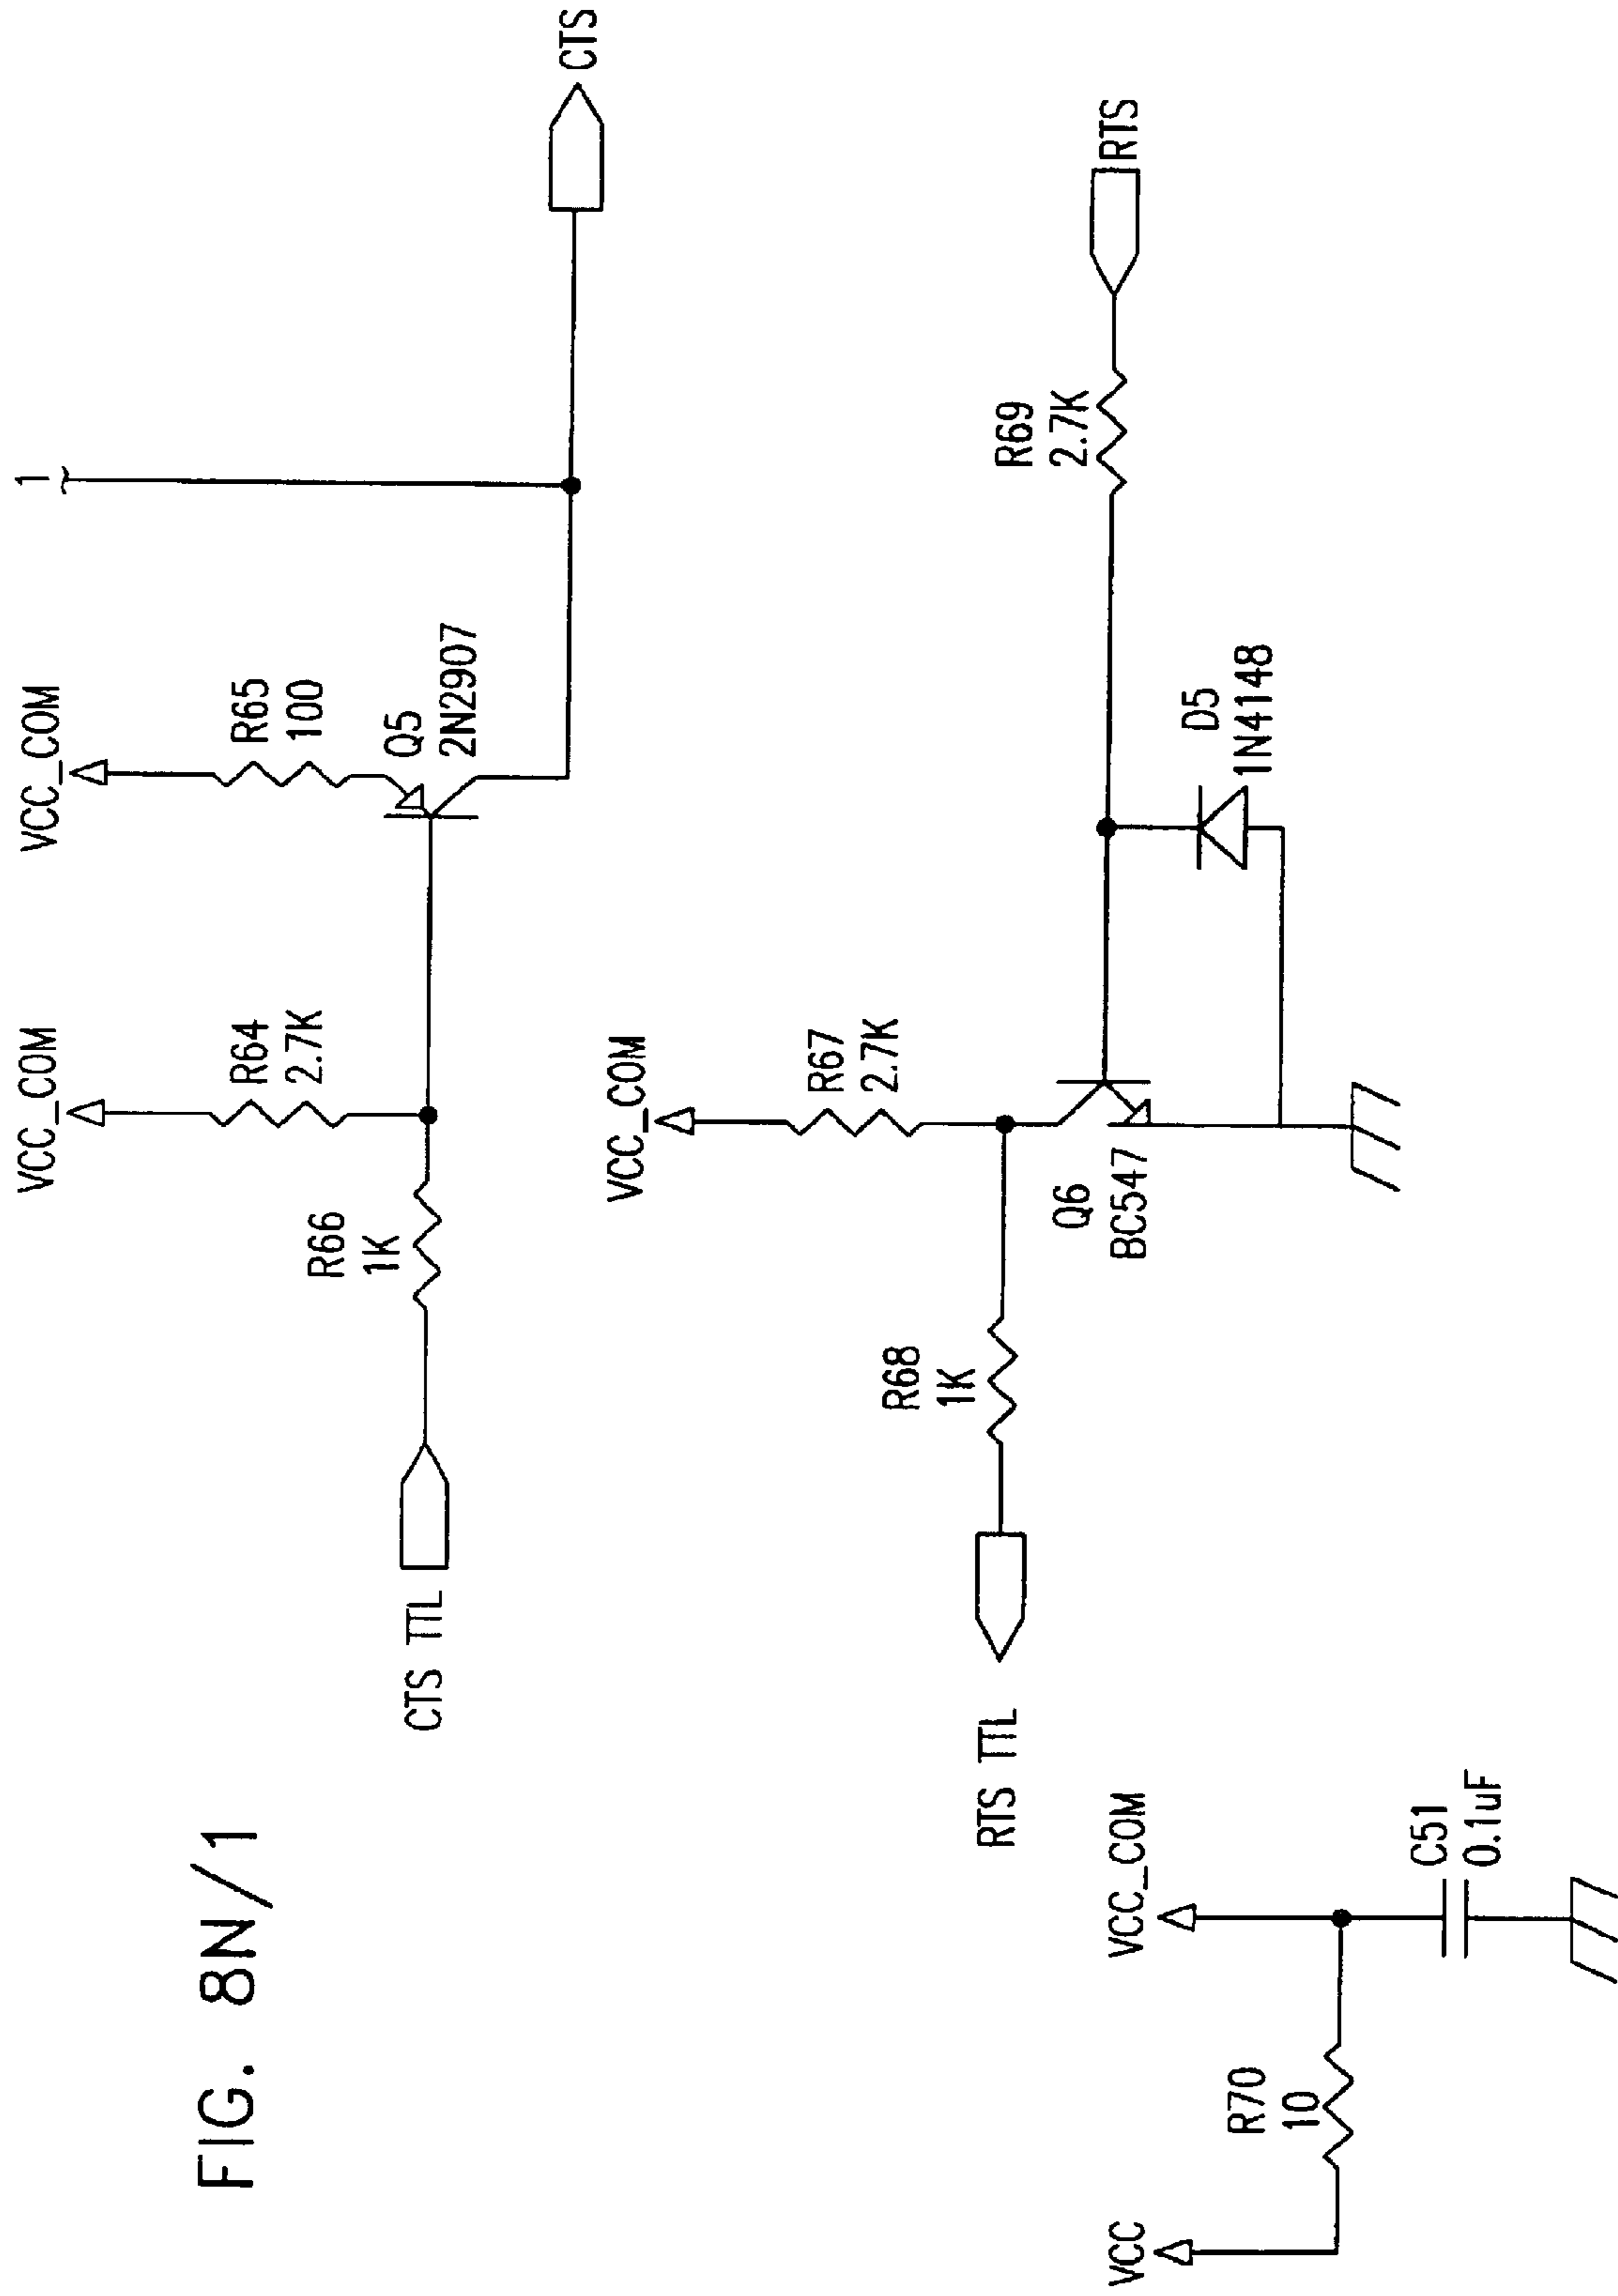 FIG. 8N/1
VCC_COM
R64
2.7K
VCC_COM
R65
100
1
Q5
2N2907
R66
1K
CTS TTL
CTS
VCC_COM
R67
2.7K
R68
1K
RTS TTL
Q6
BC547
R69
2.7K
RTS
D5
1N4148
VCC
R70
10
VCC_COM
C51
0.1uF